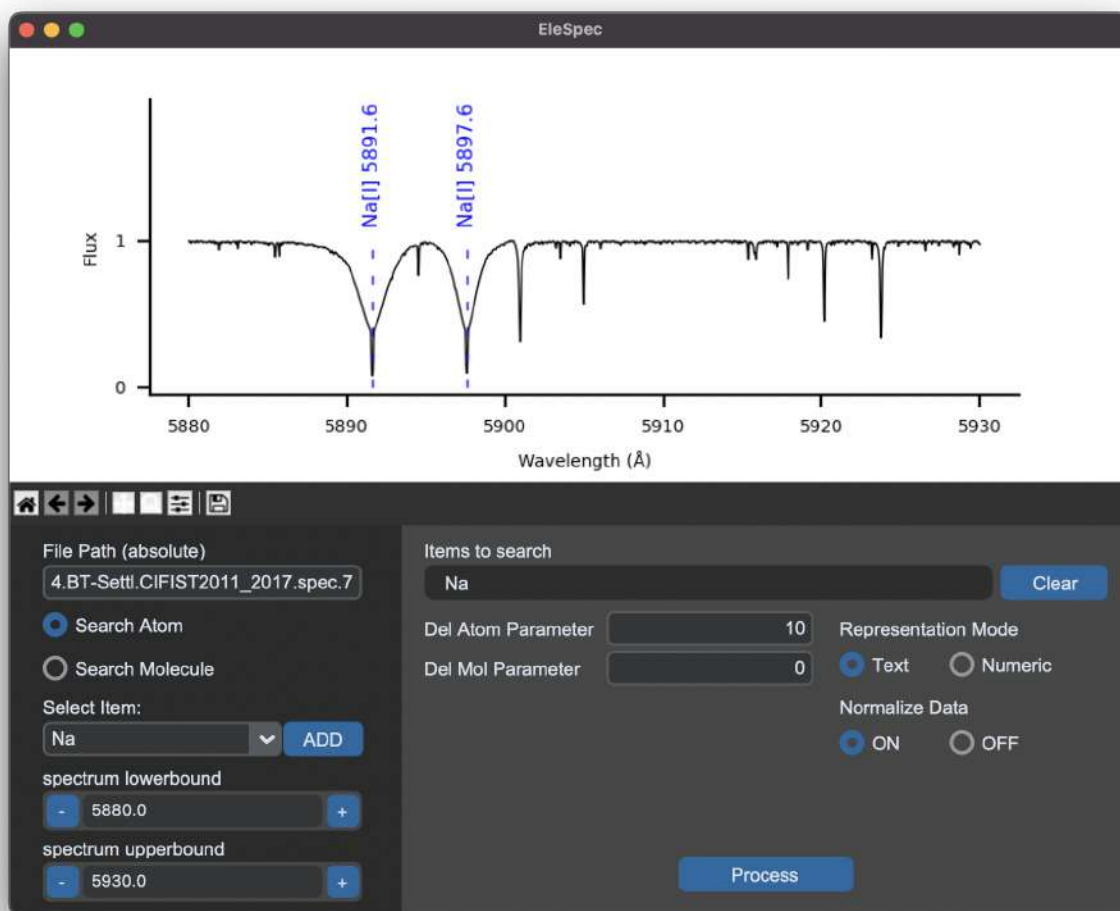 EleSpec
Na[I] 5891.6
Na[I] 5897.6
Flux
1
0
5880 5890 5900 5910 5920 5930
Wavelength (Å)
File Path (absolute)
4.BT-Settl.CIFIST2011_2017.spec.7
Search Atom
Search Molecule
Select Item:
Na
ADD
spectrum lowerbound
- 5880.0 +
spectrum upperbound
- 5930.0 +
Items to search
Na
Clear
Del Atom Parameter 10
Del Mol Parameter 0
Representation Mode
Text Numeric
Normalize Data
ON OFF
Process